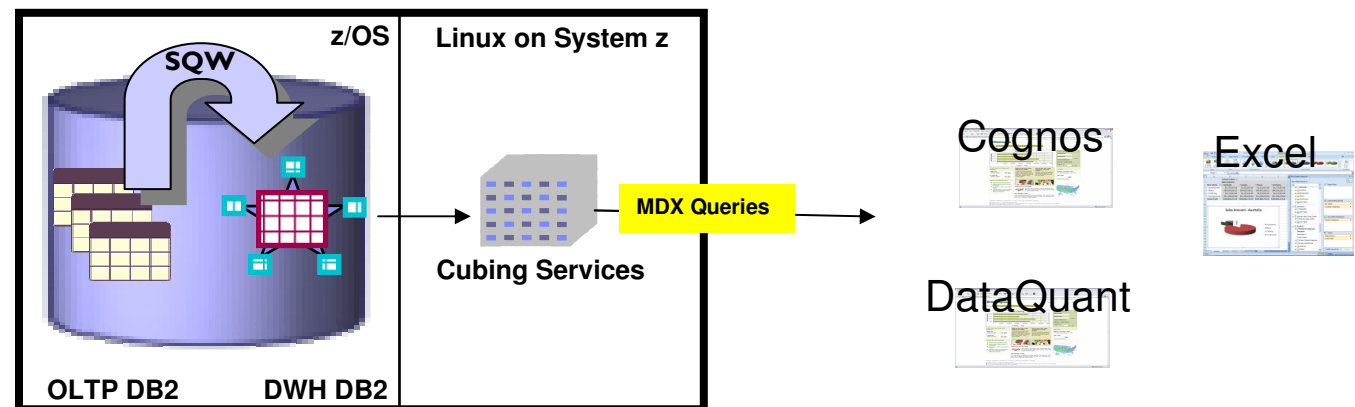 z/OS
Linux on System z
SQW
Cognos
Excel
MDX Queries
Cubing Services
DataQuant
OLTP DB2
DWH DB2